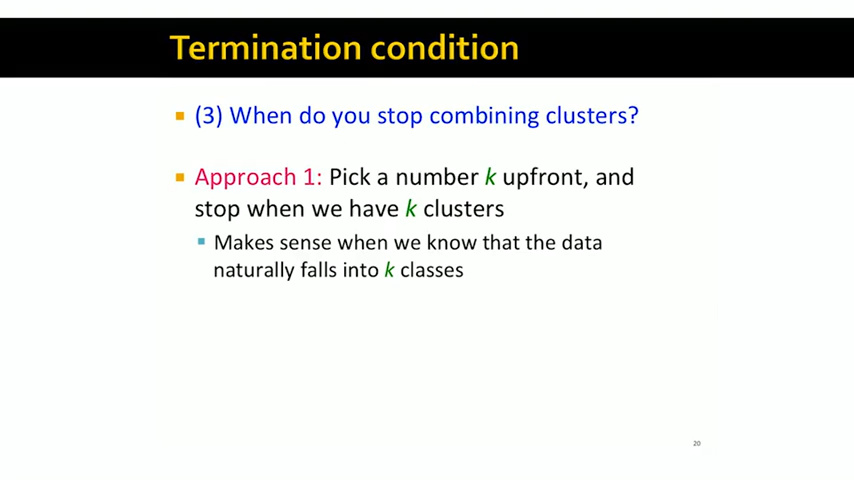 Termination condition
(3) When do you stop combining clusters?
Approach 1: Pick a number k upfront, and
stop when we have k clusters
Makes sense when we know that the data
naturally falls into k classes
20